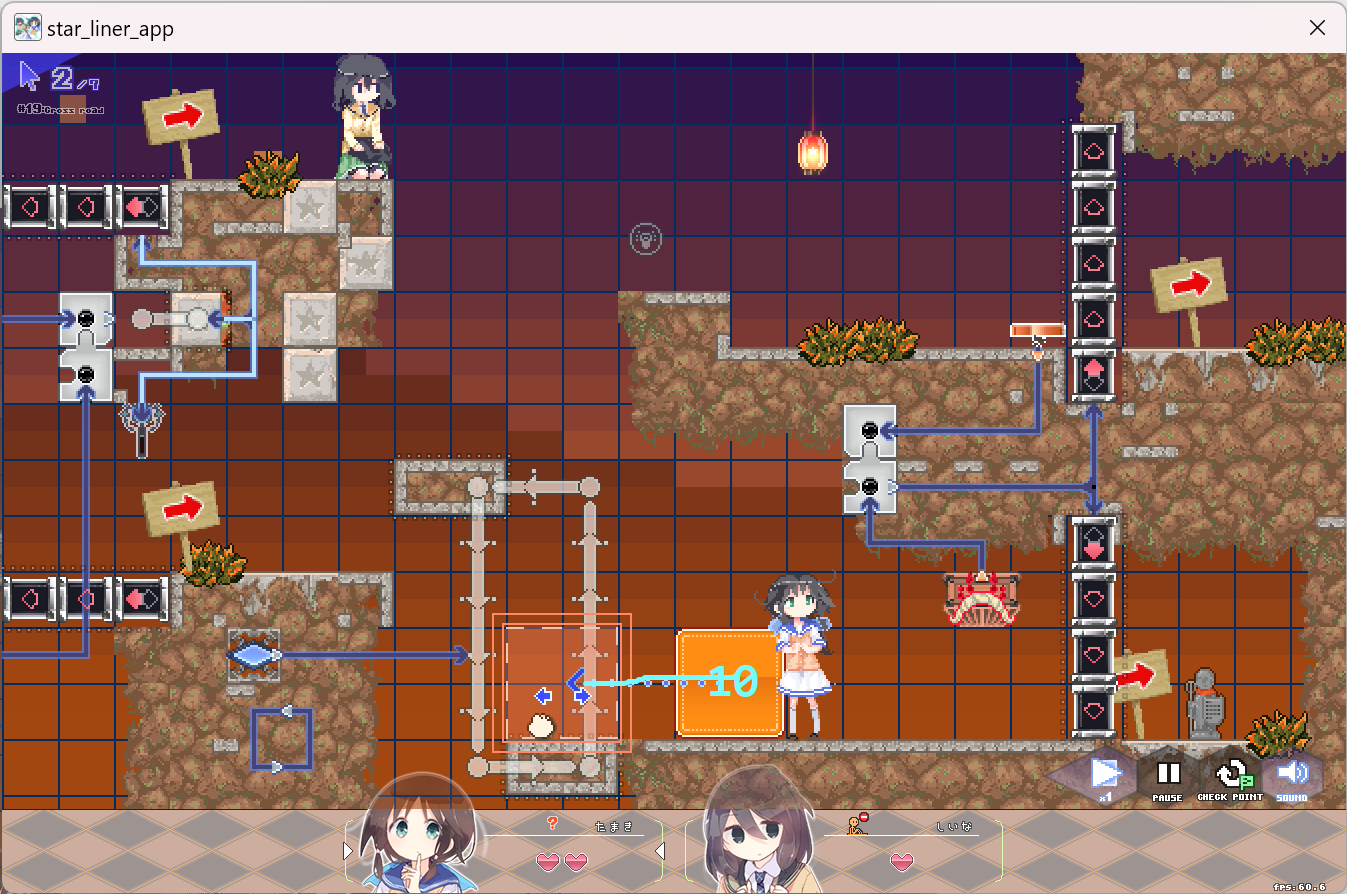 star_liner_app
2/7
#19:Cross road
10
x1
PAUSE
CHECK POINT
SOUND
?
たまき
しいな
fps:60.6